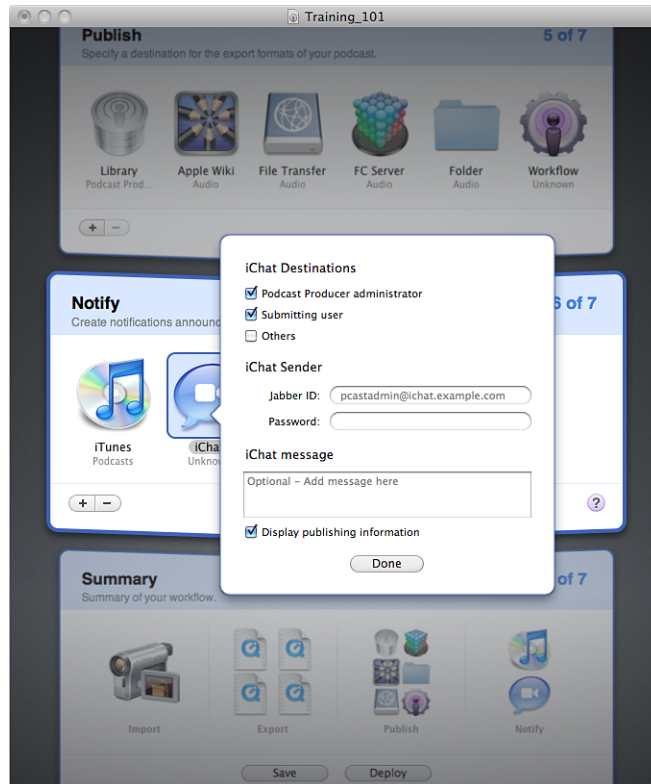 Training_101
Publish
5 of 7
Specify a destination for the export formats of your podcast.
Library
Podcast Prod...
Apple Wiki
Audio
File Transfer
Audio
FC Server
Audio
Folder
Audio
Workflow
Unknown
+ −
iChat Destinations
Podcast Producer administrator
Submitting user
Others
iChat Sender
Jabber ID: pcastadmin@ichat.example.com
Password:
iChat message
Optional – Add message here
Display publishing information
Done
Notify
6 of 7
Create notifications announc
iTunes
Podcasts
iCha
Unknow
+ −
?
Summary
of 7
Summary of your workflow.
Import
Export
Publish
Notify
Save
Deploy